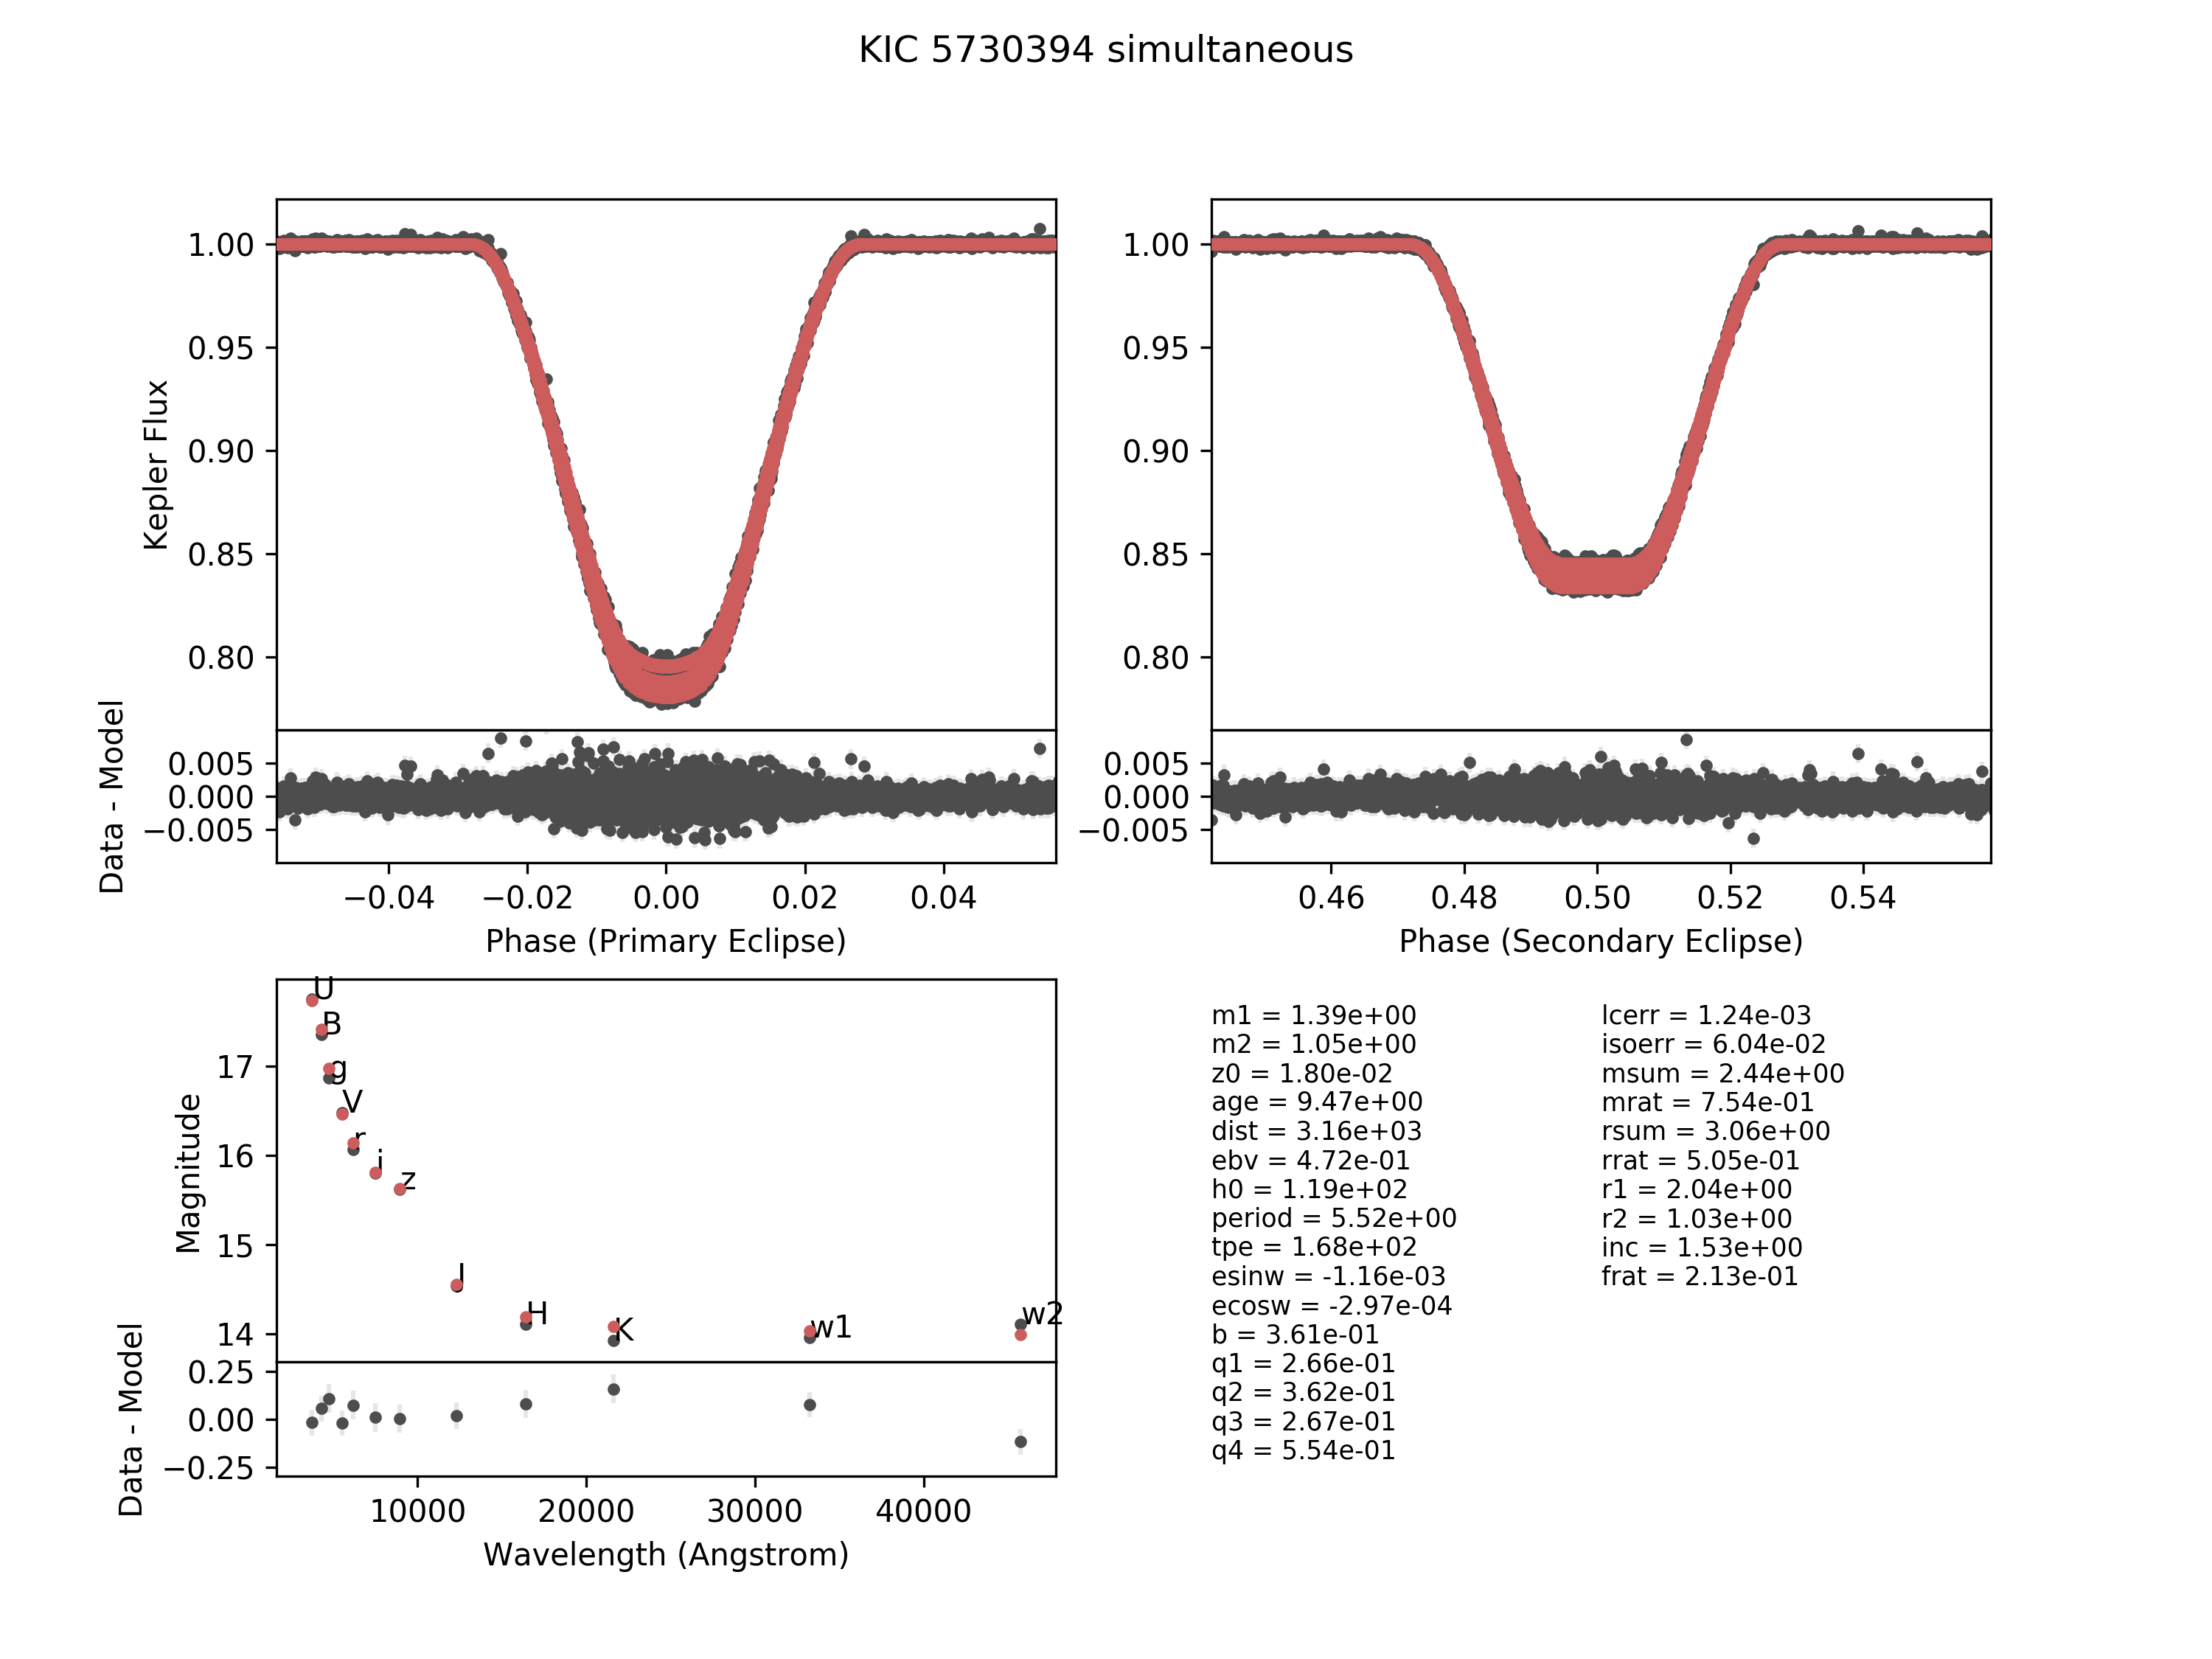 KIC 5730394 simultaneous
Kepler Flux
1.00
0.95
0.90
0.85
0.80
Data - Model
0.005
0.000
−0.005
−0.04 −0.02 0.00 0.02 0.04
Phase (Primary Eclipse)
1.00
0.95
0.90
0.85
0.80
0.005
0.000
−0.005
0.46 0.48 0.50 0.52 0.54
Phase (Secondary Eclipse)
Magnitude
17
16
15
14
U
B
g
V
r
i
z
J
H
K
w1
w2
Data - Model
0.25
0.00
−0.25
10000 20000 30000 40000
Wavelength (Angstrom)
m1 = 1.39e+00
m2 = 1.05e+00
z0 = 1.80e-02
age = 9.47e+00
dist = 3.16e+03
ebv = 4.72e-01
h0 = 1.19e+02
period = 5.52e+00
tpe = 1.68e+02
esinw = -1.16e-03
ecosw = -2.97e-04
b = 3.61e-01
q1 = 2.66e-01
q2 = 3.62e-01
q3 = 2.67e-01
q4 = 5.54e-01
lcerr = 1.24e-03
isoerr = 6.04e-02
msum = 2.44e+00
mrat = 7.54e-01
rsum = 3.06e+00
rrat = 5.05e-01
r1 = 2.04e+00
r2 = 1.03e+00
inc = 1.53e+00
frat = 2.13e-01